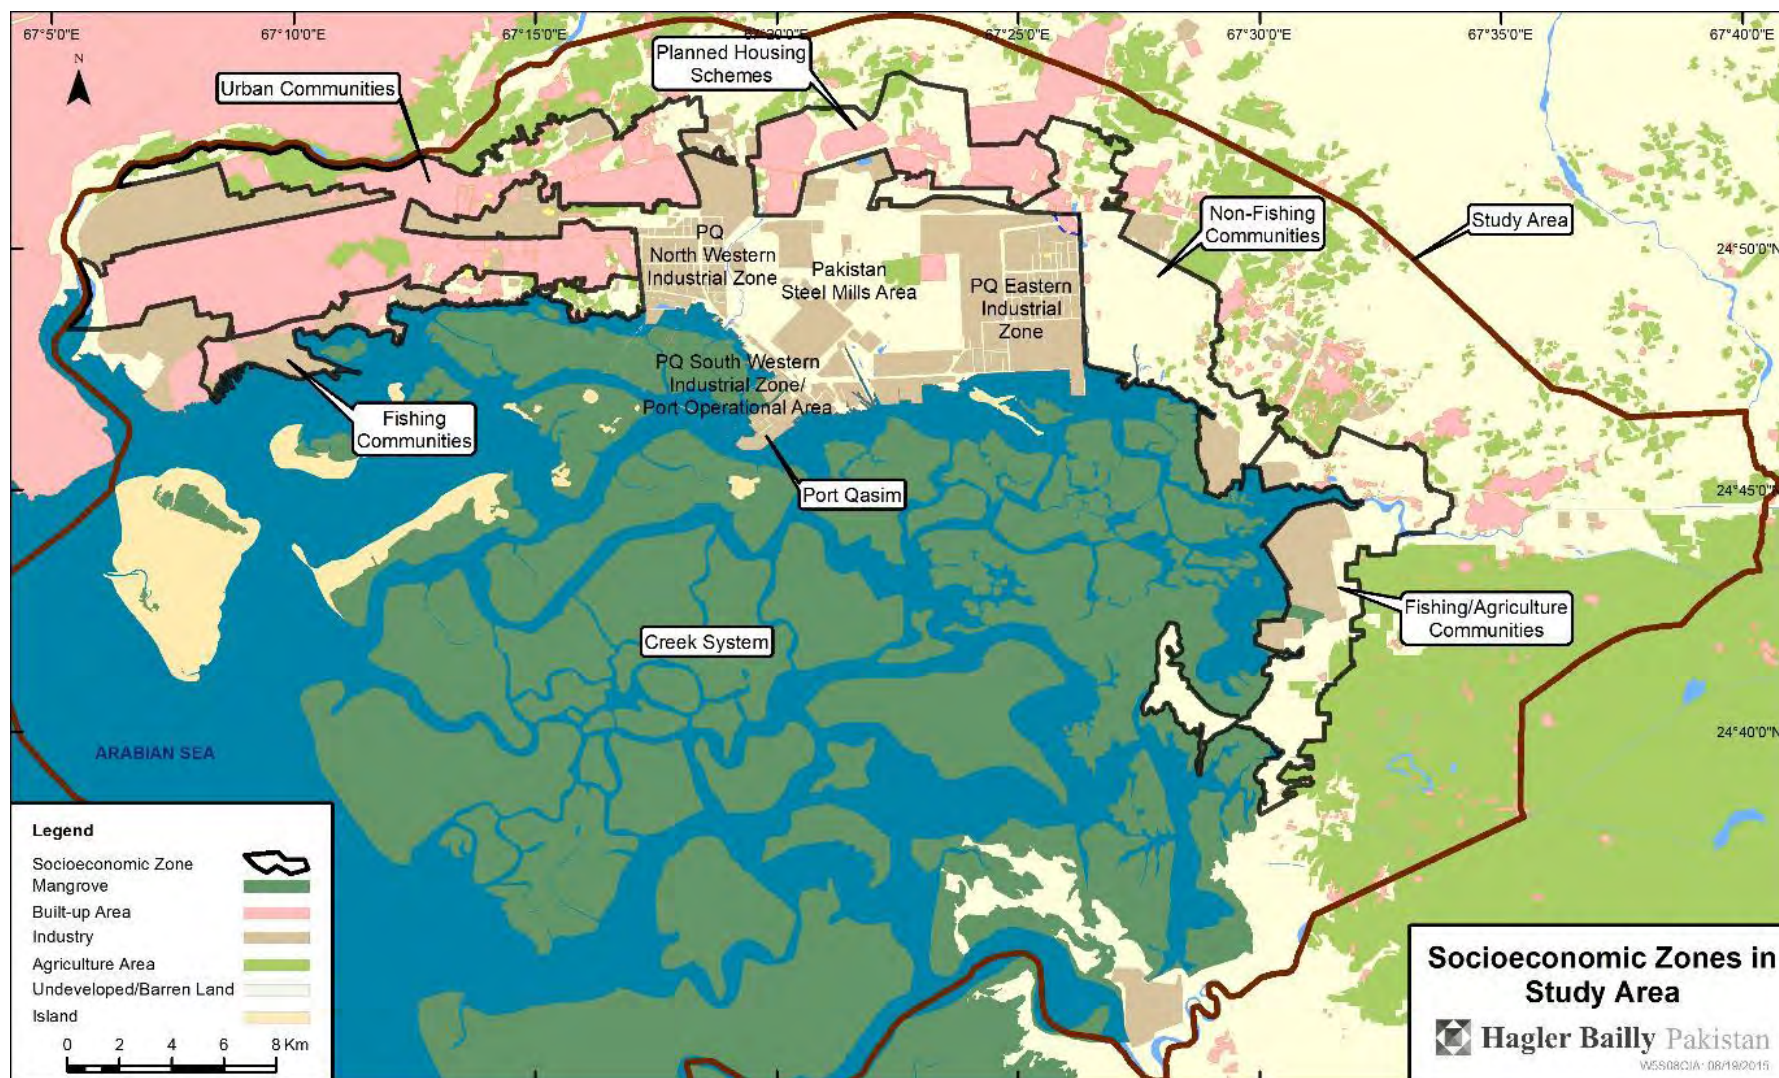 67°5'0"E
67°10'0"E
67°15'0"E
67°20'0"E
67°25'0"E
67°30'0"E
67°35'0"E
67°40'0"E
N
Urban Communities
Planned Housing
Schemes
Non-Fishing
Communities
Study Area
24°50'0"N
PQ
North Western
Industrial Zone
Pakistan
Steel Mills Area
PQ Eastern
Industrial
Zone
PQ South Western
Industrial Zone/
Port Operational Area
Fishing
Communities
Port Qasim
24°45'0"N
Fishing/Agriculture
Communities
Creek System
24°40'0"N
ARABIAN SEA
Legend
Socioeconomic Zone
Mangrove
Built-up Area
Industry
Agriculture Area
Undeveloped/Barren Land
Island
0 2 4 6 8 Km
Socioeconomic Zones in
Study Area
Hagler Bailly Pakistan